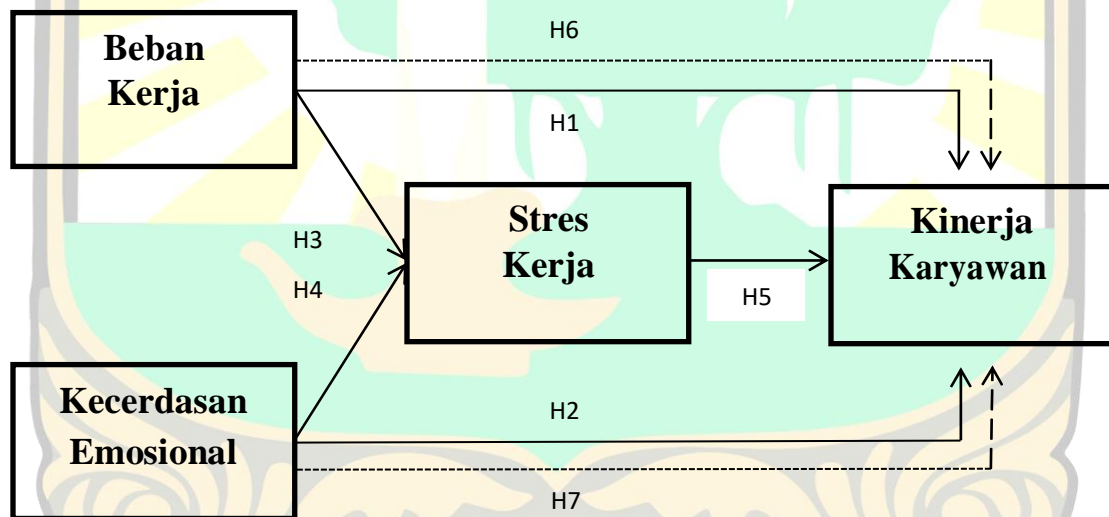 H6
Beban
Kerja
H1
Stres
Kerja
Kinerja
Karyawan
H3
H4
H5
Kecerdasan
Emosional
H2
H7